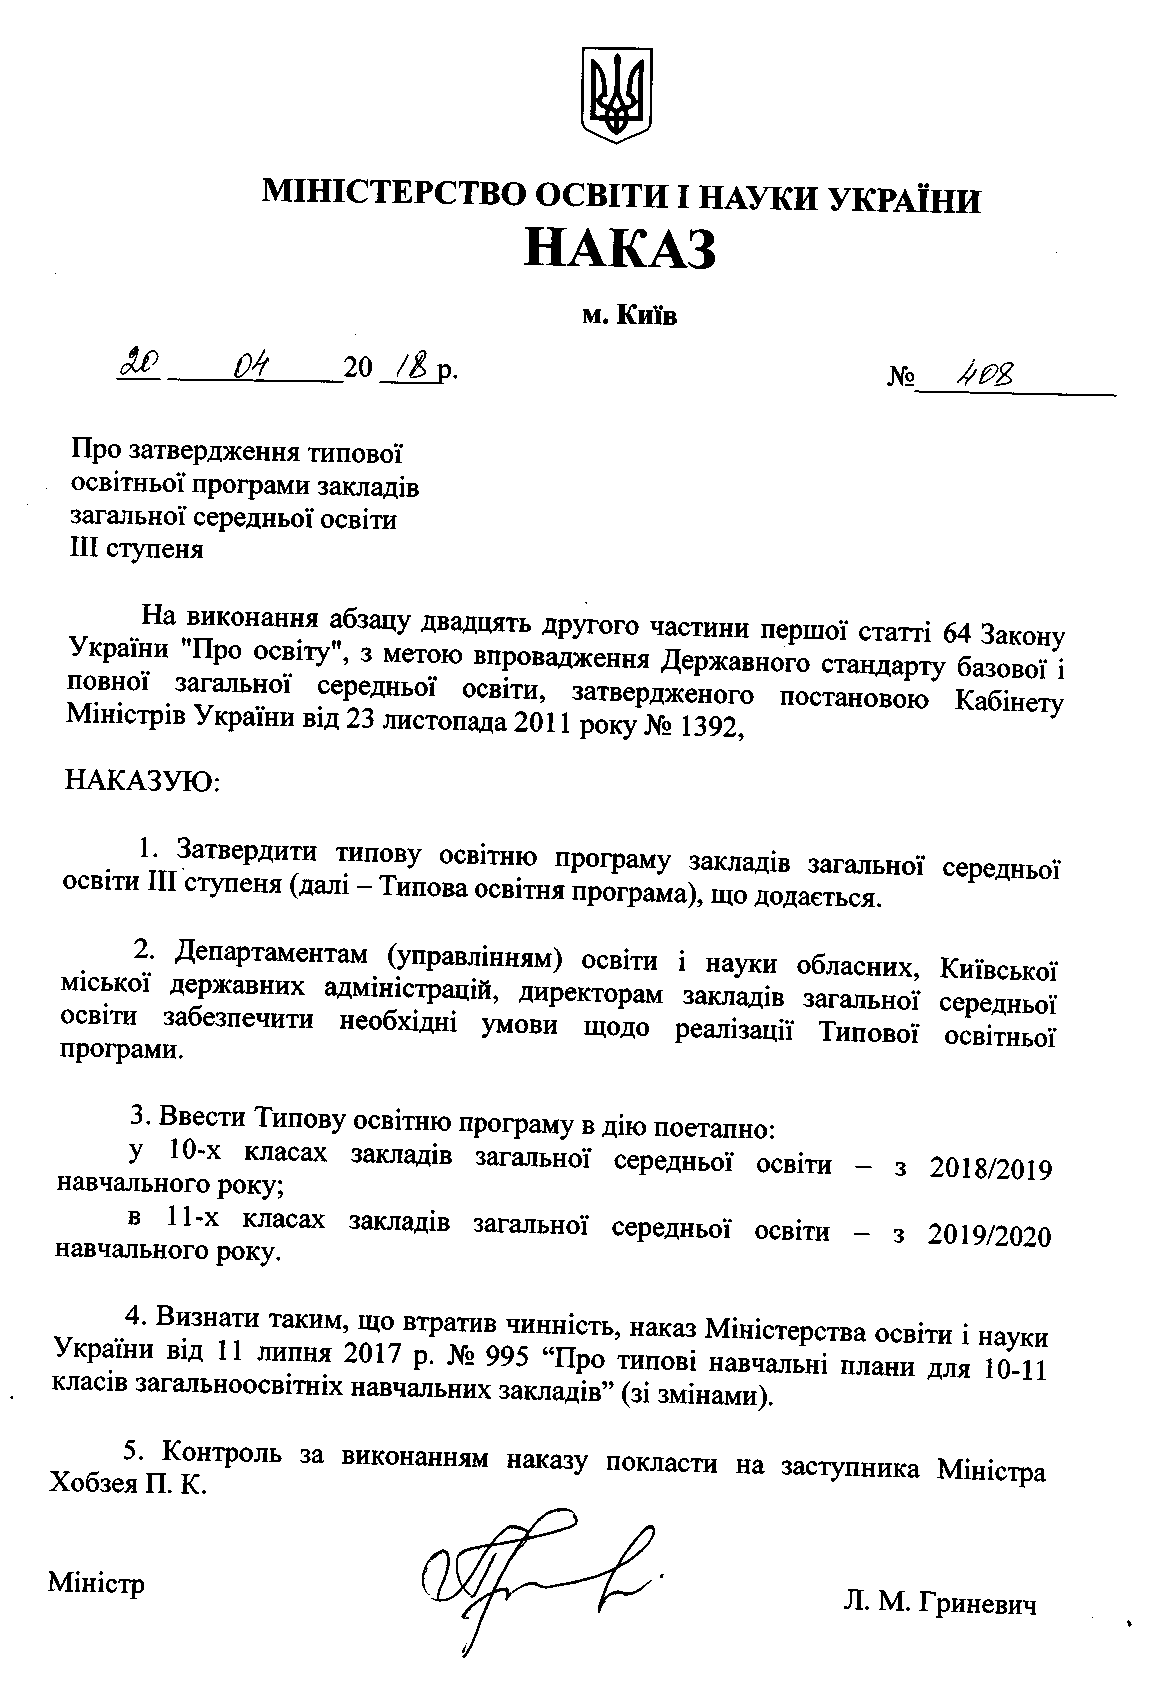 МІНІСТЕРСТВО ОСВІТИ І НАУКИ УКРАЇНИ
НАКАЗ
м. Київ
20 04 20 18 р. № 408
Про затвердження типової
освітньої програми закладів
загальної середньої освіти
ІІІ ступеня
На виконання абзацу двадцять другого частини першої статті 64 Закону
України "Про освіту", з метою впровадження Державного стандарту базової і
повної загальної середньої освіти, затвердженого постановою Кабінету
Міністрів України від 23 листопада 2011 року № 1392,
НАКАЗУЮ:
1. Затвердити типову освітню програму закладів загальної середньої
освіти ІІІ ступеня (далі – Типова освітня програма), що додається.
2. Департаментам (управлінням) освіти і науки обласних, Київської
міської державних адміністрацій, директорам закладів загальної середньої
освіти забезпечити необхідні умови щодо реалізації Типової освітньої
програми.
3. Ввести Типову освітню програму в дію поетапно:
у 10-х класах закладів загальної середньої освіти – з 2018/2019
навчального року;
в 11-х класах закладів загальної середньої освіти – з 2019/2020
навчального року.
4. Визнати таким, що втратив чинність, наказ Міністерства освіти і науки
України від 11 липня 2017 р. № 995 “Про типові навчальні плани для 10-11
класів загальноосвітніх навчальних закладів” (зі змінами).
5. Контроль за виконанням наказу покласти на заступника Міністра
Хобзея П. К.
Міністр Л. М. Гриневич